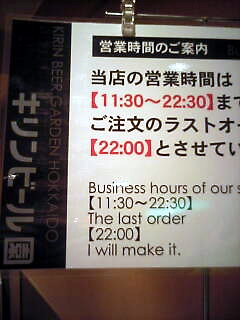 KIRIN BEER GARDEN HOKKAIDO
キリンビール園
営業時間のご案内
当店の営業時間は
【11:30～22:30】ま
ご注文のラストオー
【22:00】とさせてい
Business hours of our s
【11:30～22:30】
The last order
【22:00】
I will make it.